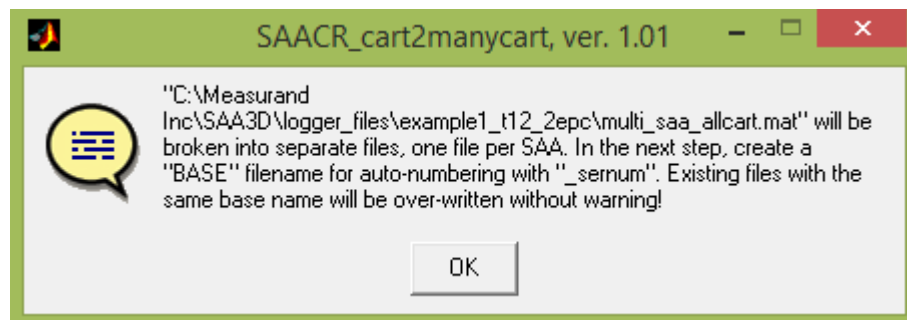 SAACR_cart2manycart, ver. 1.01
"C:\Measurand
Inc\SAA3D\logger_files\example1_t12_2epc\multi_saa_allcart.mat" will be
broken into separate files, one file per SAA. In the next step, create a
"BASE" filename for auto-numbering with "_sernum". Existing files with the
same base name will be over-written without warning!
OK